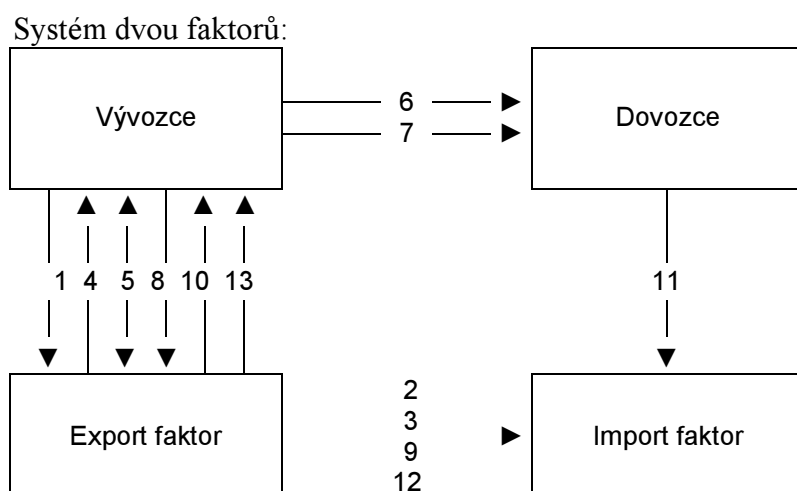 Systém dvou faktorů:
Vývozce
6
7
Dovozce
1 4 5 8 10 13
11
Export faktor
2
3
9
12
Import faktor